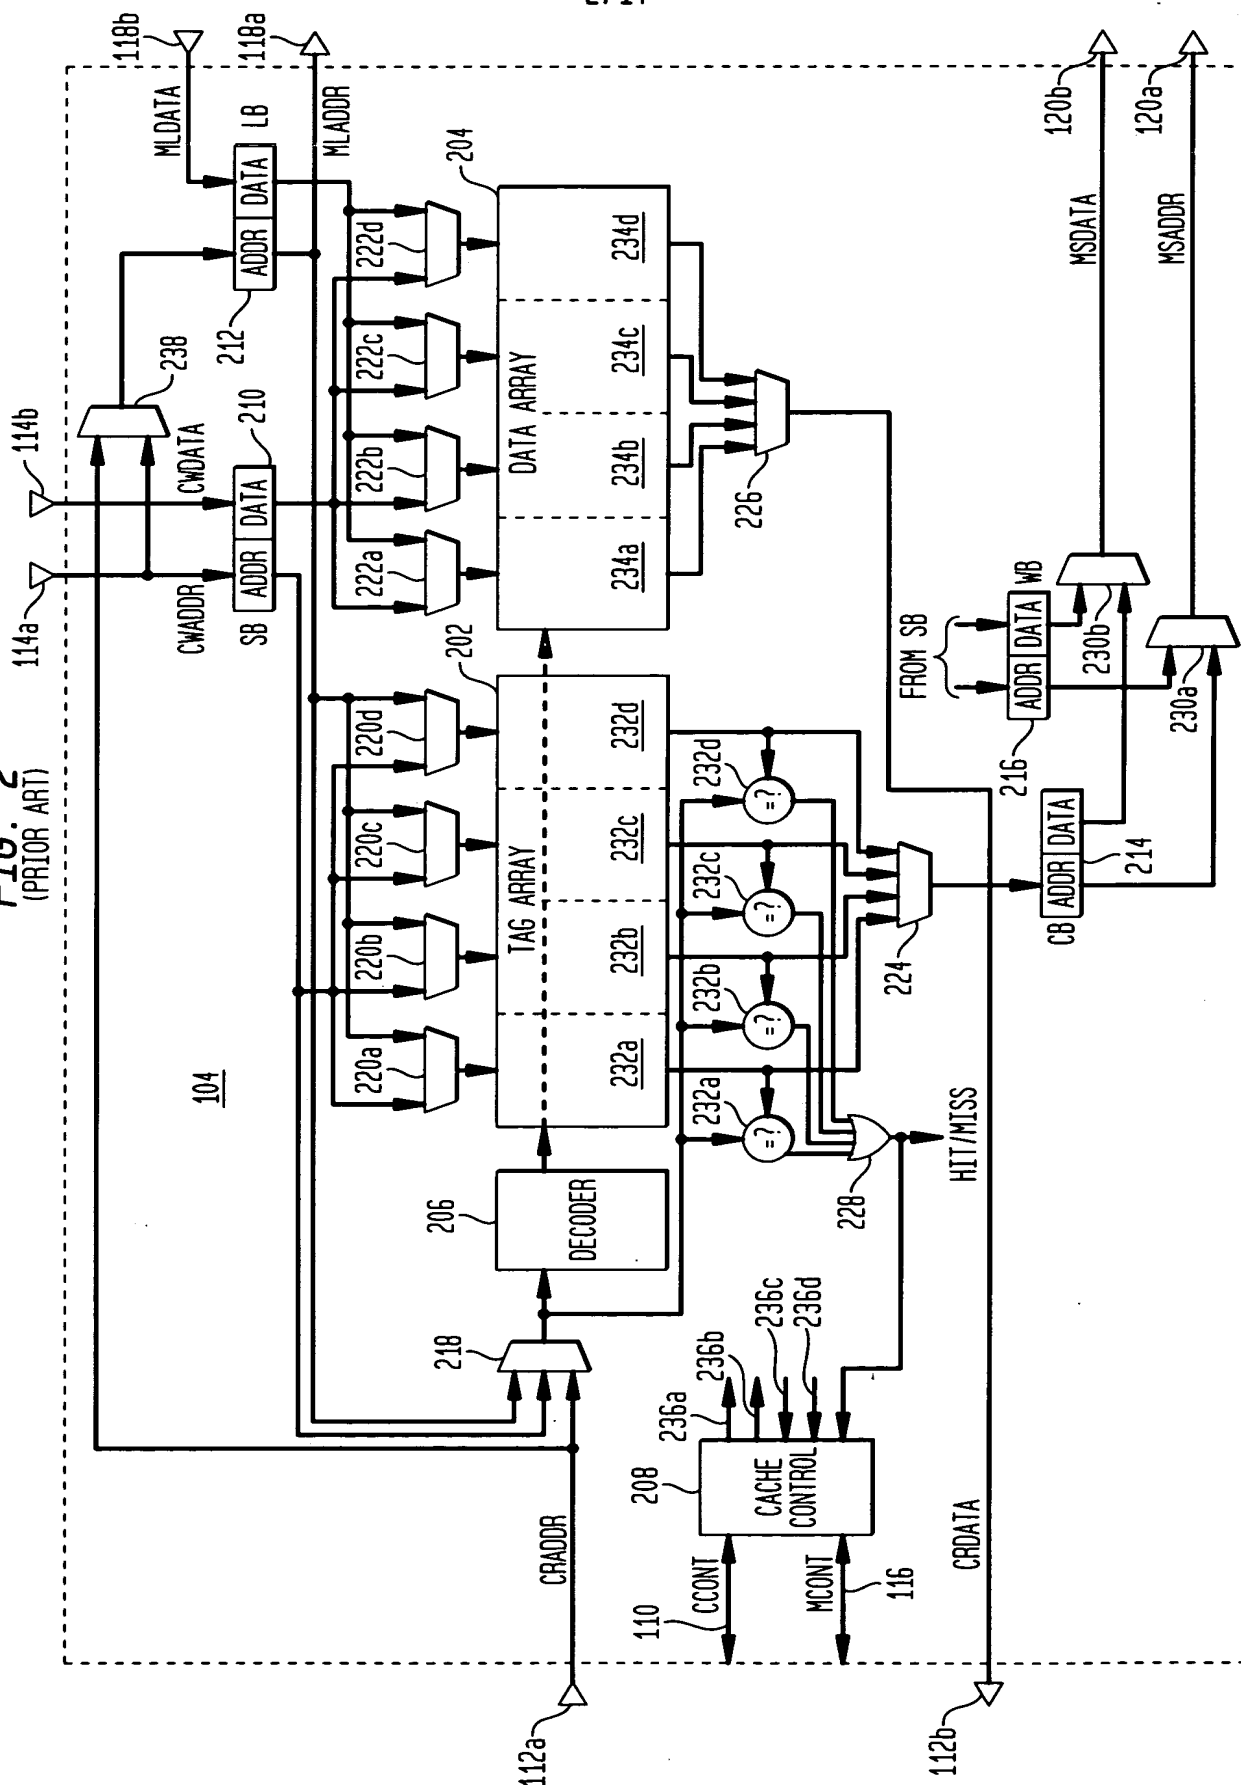 2/14
FIG. 2
(PRIOR ART)
118b
118a
114b
114a
MLDATA
LB
ADDR
DATA
212
MLADDR
238
CWDATA
CWADDR
210
SB
ADDR
DATA
104
204
222a
222b
222c
222d
DATA ARRAY
234a
234b
234c
234d
226
202
220a
220b
220c
220d
TAG ARRAY
232a
232b
232c
232d
206
DECODER
218
232a
232b
232c
232d
=?
=?
=?
=?
224
228
HIT/MISS
208
CACHE
CONTROL
236a
236b
236c
236d
CCONT
110
MCONT
116
CRADDR
112a
CRDATA
112b
CB
ADDR
DATA
214
FROM SB
216
ADDR
DATA
WB
230b
230a
MSDATA
120b
MSADDR
120a